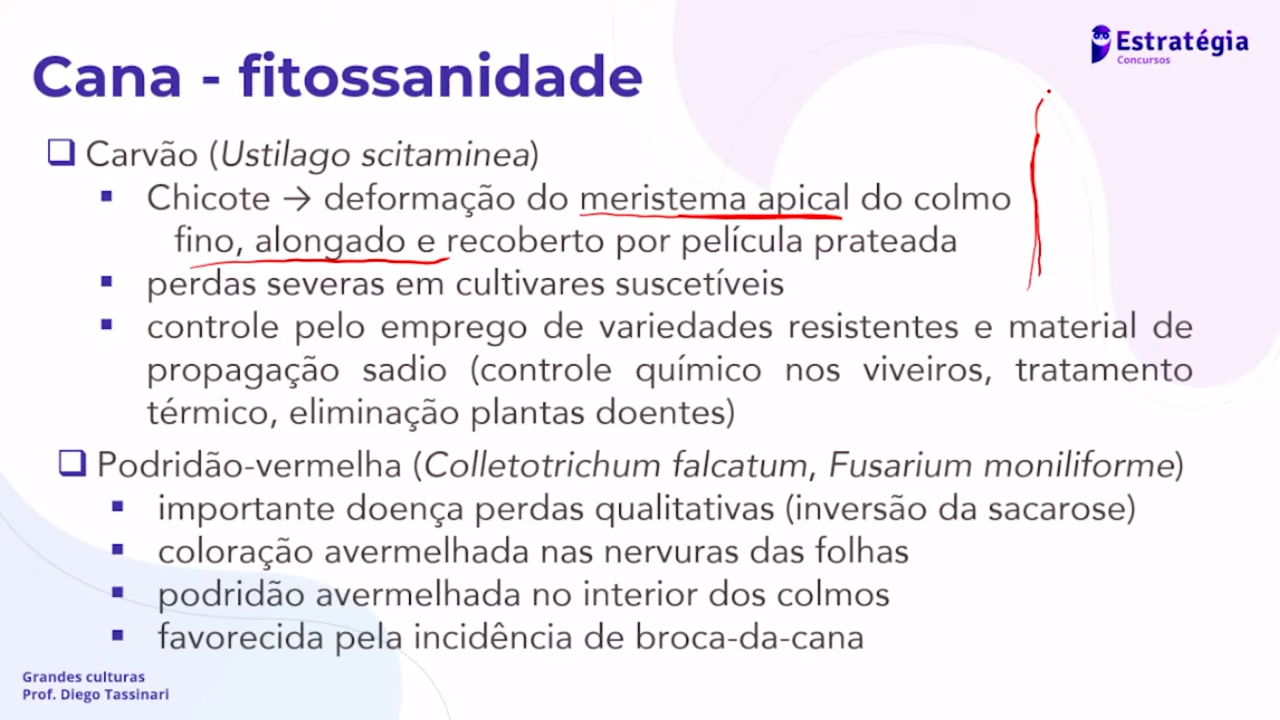 Estratégia
Concursos
Cana - fitossanidade
Carvão (Ustilago scitaminea)
Chicote → deformação do meristema apical do colmo
fino, alongado e recoberto por película prateada
perdas severas em cultivares suscetíveis
controle pelo emprego de variedades resistentes e material de
propagação sadio (controle químico nos viveiros, tratamento
térmico, eliminação plantas doentes)
Podridão-vermelha (Colletotrichum falcatum, Fusarium moniliforme)
importante doença perdas qualitativas (inversão da sacarose)
coloração avermelhada nas nervuras das folhas
podridão avermelhada no interior dos colmos
favorecida pela incidência de broca-da-cana
Grandes culturas
Prof. Diego Tassinari